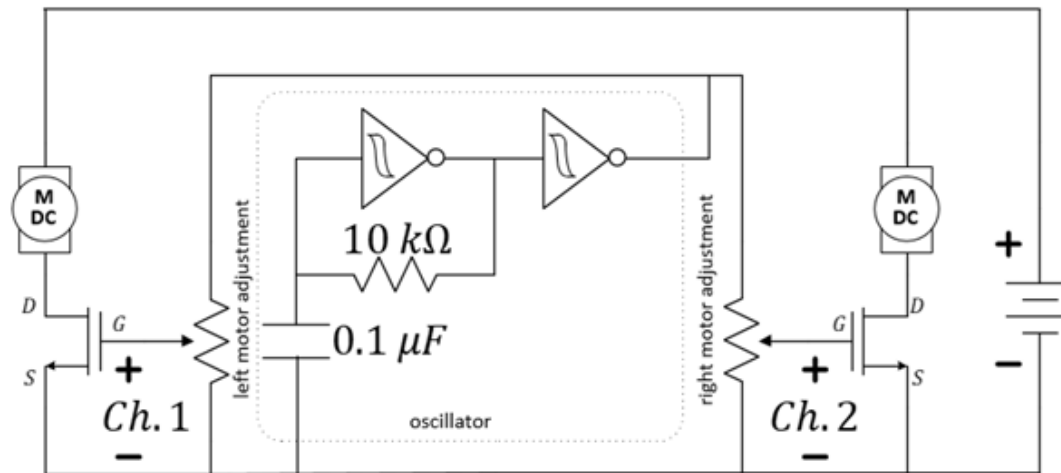 M
DC
M
DC
left motor adjustment
10 kΩ
right motor adjustment
+
D
D
G
G
0.1 μF
S
S
+
+
−
Ch. 1
Ch. 2
oscillator
−
−